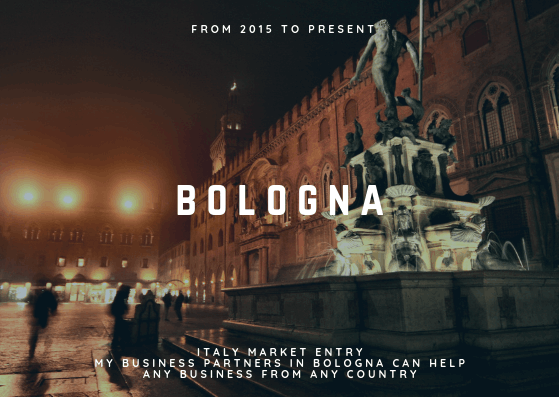 FROM 2015 TO PRESENT
BOLOGNA
ITALY MARKET ENTRY
MY BUSINESS PARTNERS IN BOLOGNA CAN HELP
ANY BUSINESS FROM ANY COUNTRY